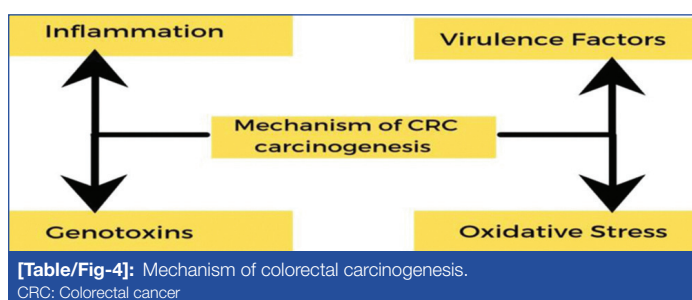 Inflammation
Virulence Factors
Mechanism of CRC
carcinogenesis
Genotoxins
Oxidative Stress
[Table/Fig-4]: Mechanism of colorectal carcinogenesis.
CRC: Colorectal cancer